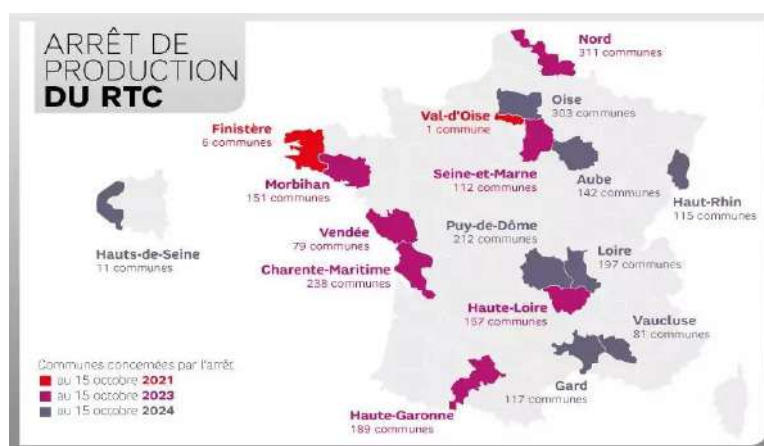 ARRÊT DE
PRODUCTION
DU RTC
Nord
311 communes
Oise
303 communes
Val-d'Oise
1 commune
Finistère
6 communes
Morbihan
151 communes
Seine-et-Marne
112 communes
Aube
142 communes
Haut-Rhin
115 communes
Hauts-de-Seine
11 communes
Vendée
79 communes
Puy-de-Dôme
212 communes
Loire
197 communes
Charente-Maritime
238 communes
Haute-Loire
167 communes
Vaucluse
81 communes
Gard
117 communes
Haute-Garonne
189 communes
Communes concernées par l'arrêt
au 15 octobre 2021
au 15 octobre 2023
au 15 octobre 2024